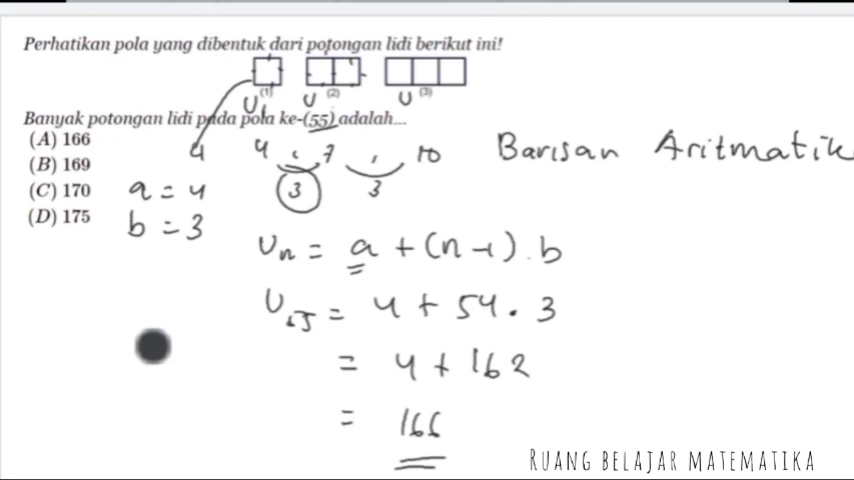 Perhatikan pola yang dibentuk dari potongan lidi berikut ini!
(1) (2) (3)
U1 U U
Banyak potongan lidi pada pola ke-(55) adalah...
(A) 166
(B) 169
(C) 170
(D) 175
4 4 , 7 , 10
3 3
Barisan Aritmatik
a = 4
b = 3
Un = a + (n-1) . b
U55 = 4 + 54 . 3
= 4 + 162
= 166
RUANG BELAJAR MATEMATIKA